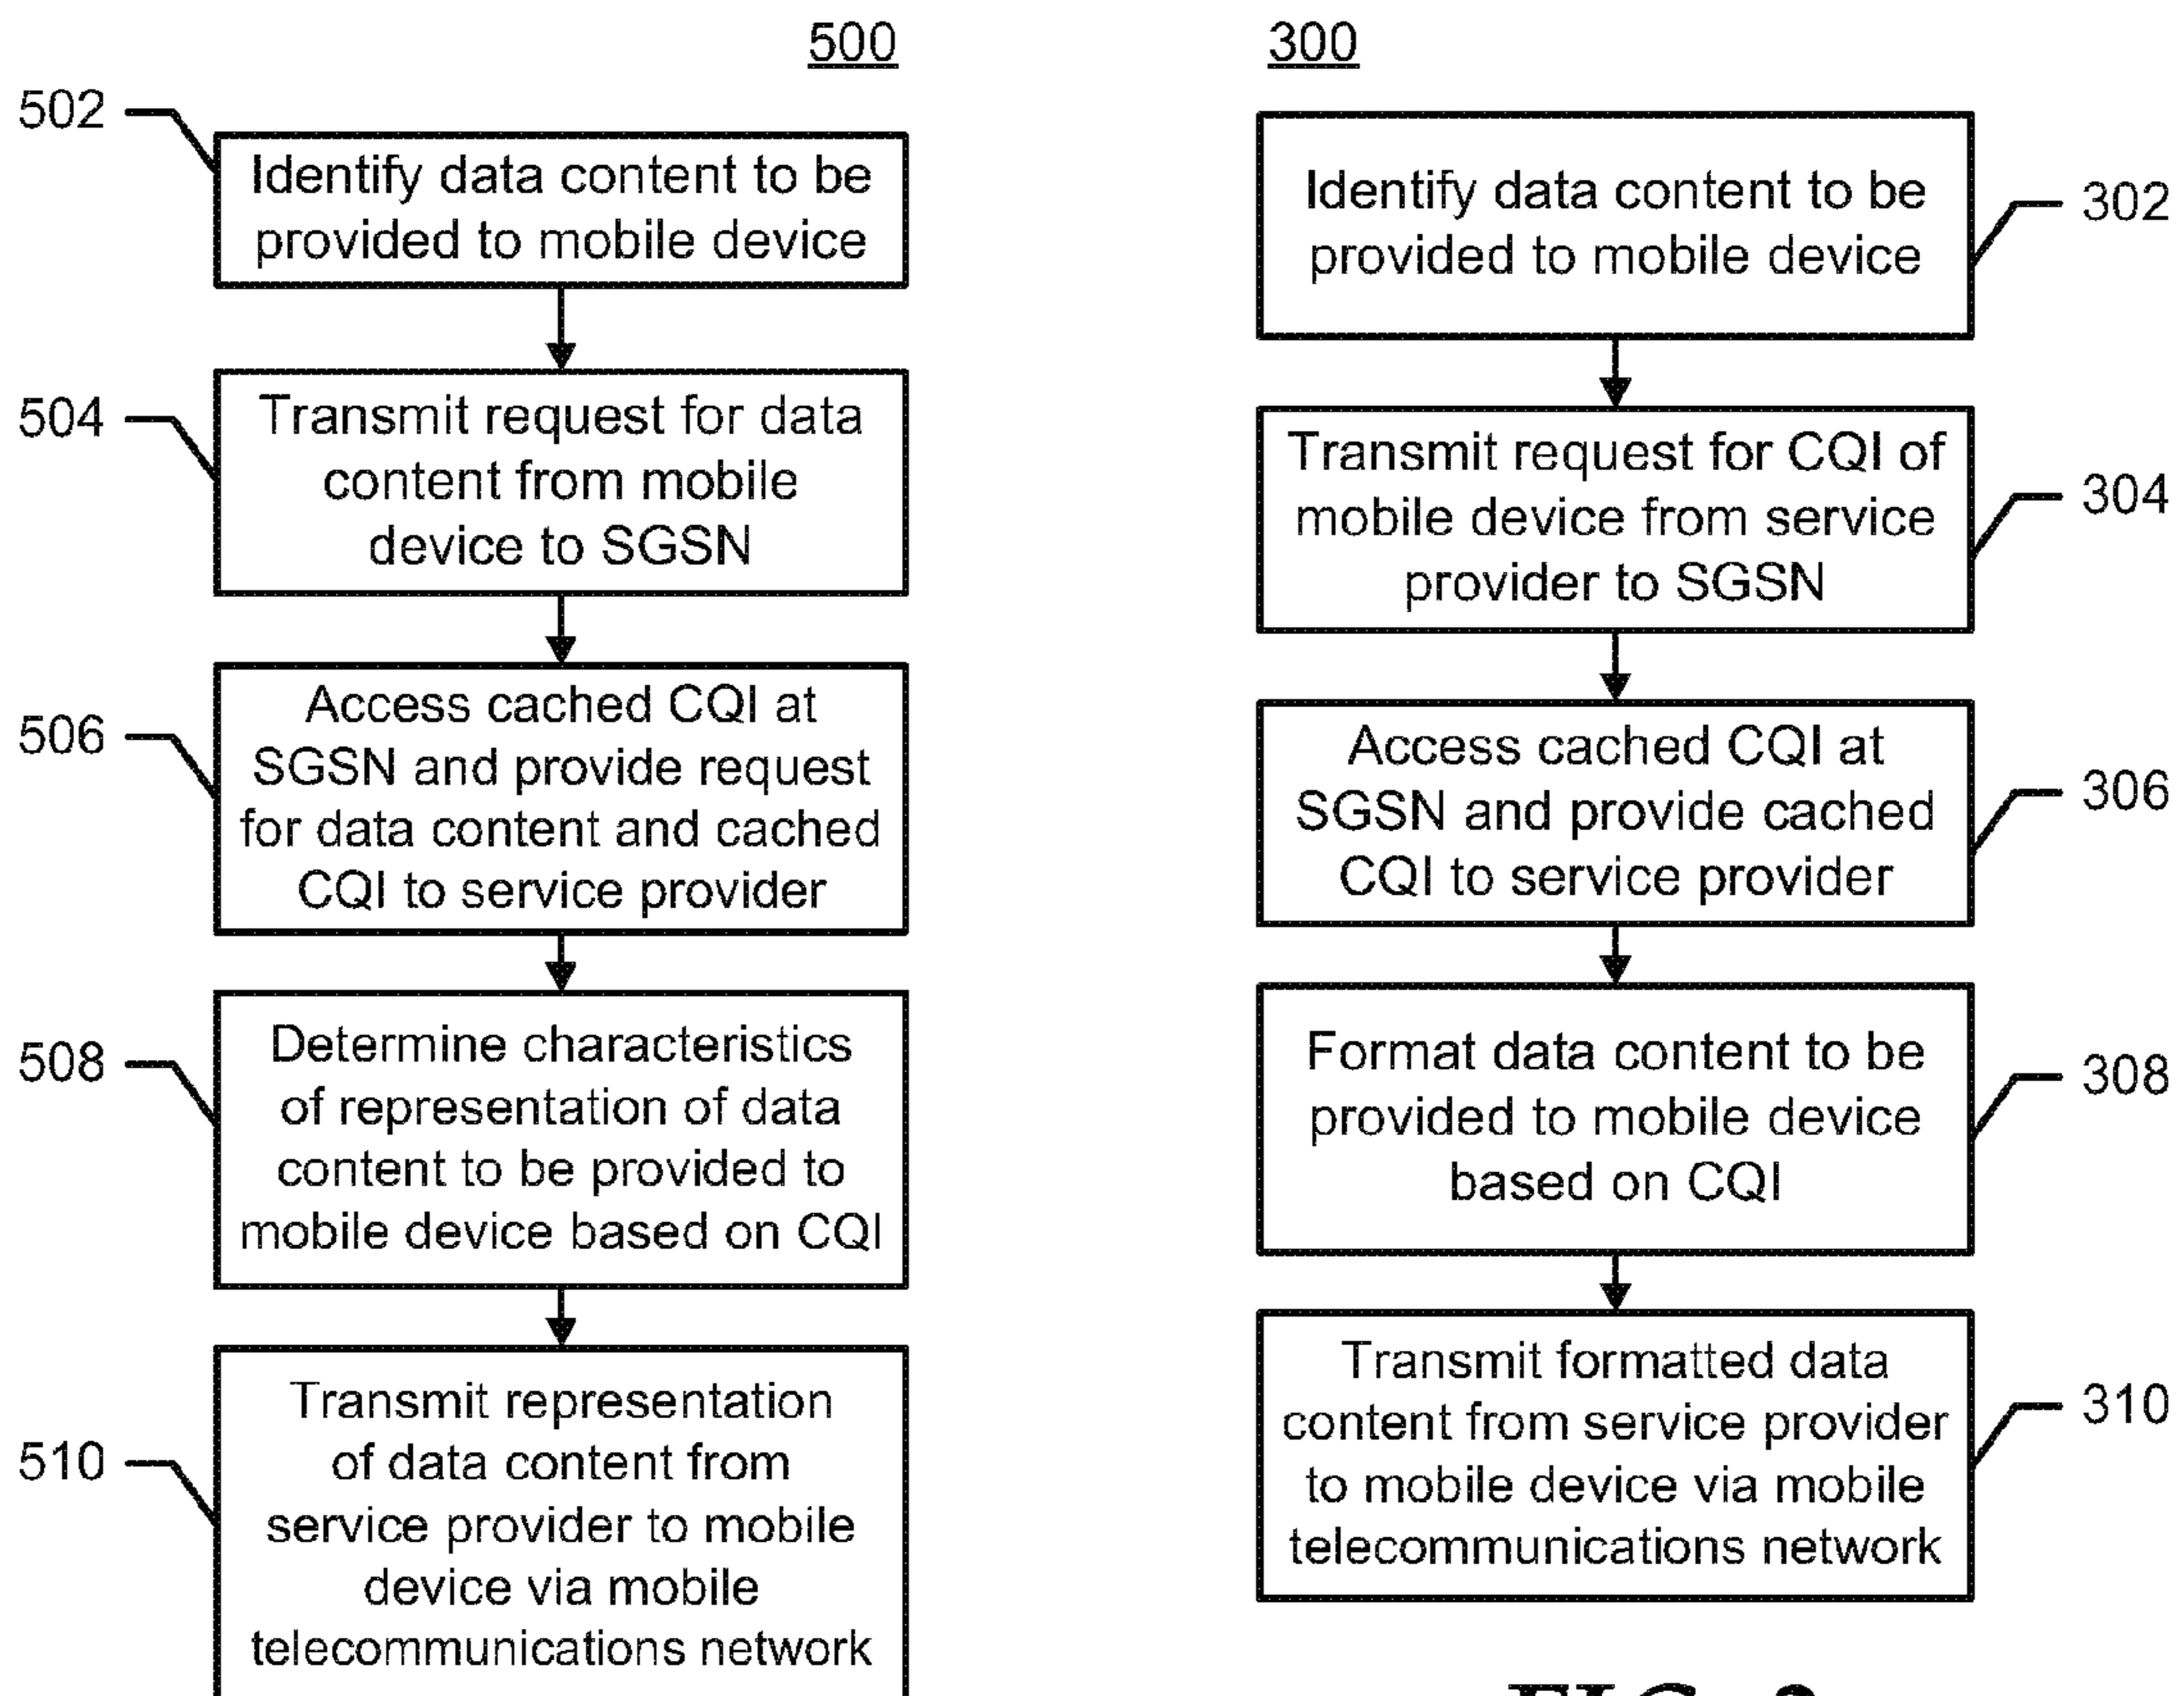 500
502
Identify data content to be
provided to mobile device
504
Transmit request for data
content from mobile
device to SGSN
506
Access cached CQI at
SGSN and provide request
for data content and cached
CQI to service provider
508
Determine characteristics
of representation of data
content to be provided to
mobile device based on CQI
510
Transmit representation
of data content from
service provider to mobile
device via mobile
telecommunications network
300
Identify data content to be
provided to mobile device
302
Transmit request for CQI of
mobile device from service
provider to SGSN
304
Access cached CQI at
SGSN and provide cached
CQI to service provider
306
Format data content to be
provided to mobile device
based on CQI
308
Transmit formatted data
content from service provider
to mobile device via mobile
telecommunications network
310